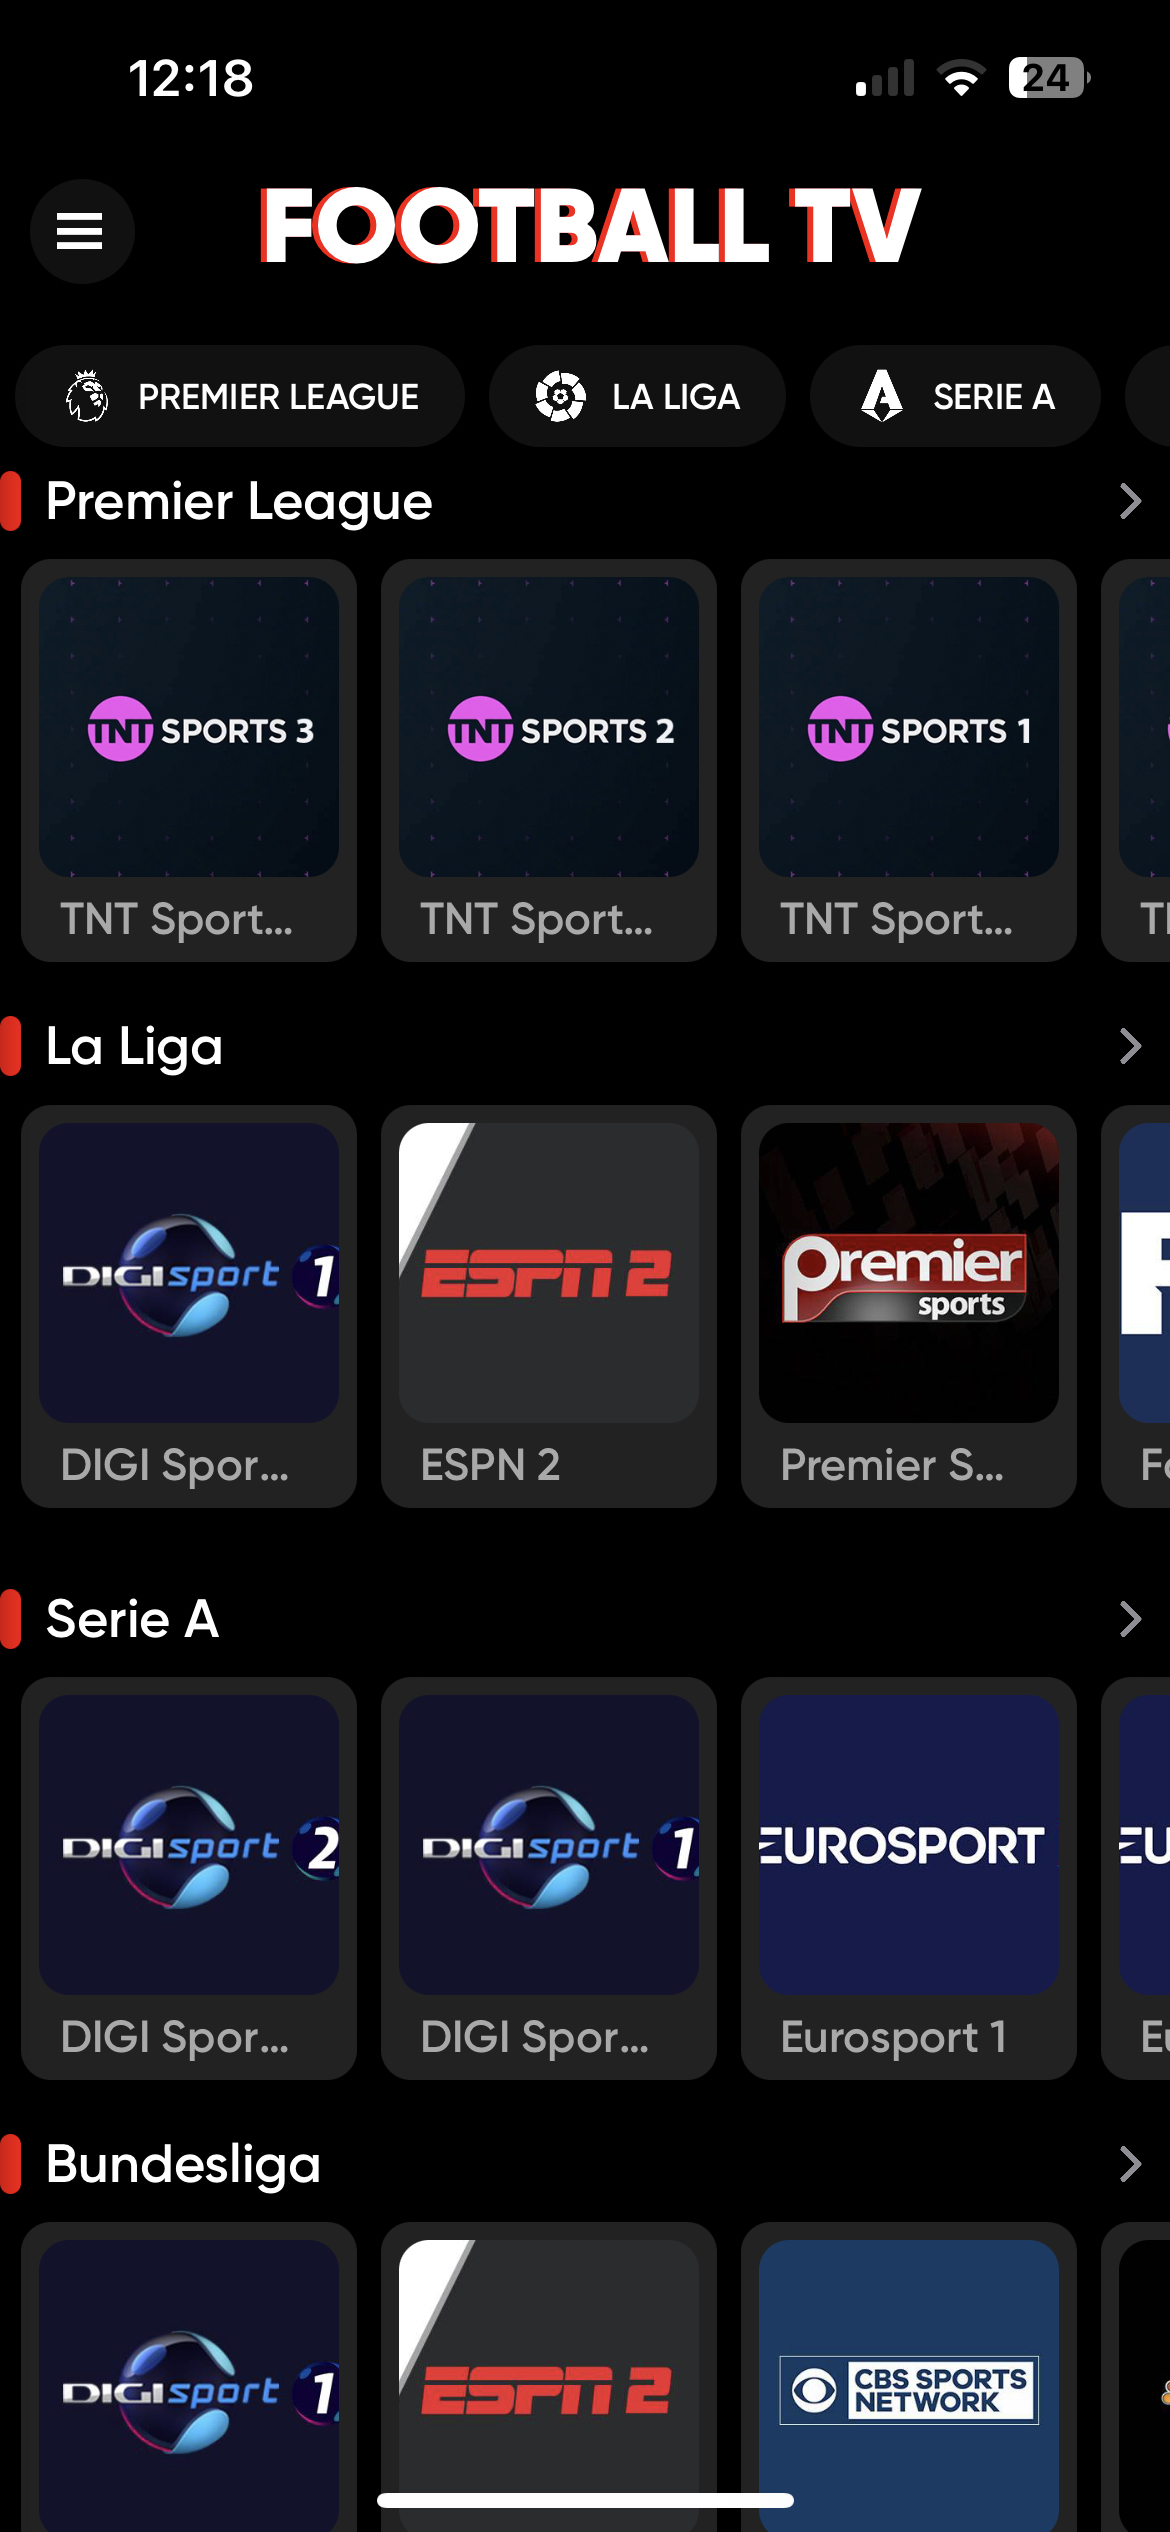 12:18
24
FOOTBALL TV
PREMIER LEAGUE
LA LIGA
SERIE A
Premier League
TNT SPORTS 3
TNT SPORTS 2
TNT SPORTS 1
TNT Sport...
TNT Sport...
TNT Sport...
La Liga
DIGI sport 1
ESPN 2
Premier sports
DIGI Spor...
ESPN 2
Premier S...
Serie A
DIGI sport 2
DIGI sport 1
EUROSPORT
DIGI Spor...
DIGI Spor...
Eurosport 1
Bundesliga
DIGI sport 1
ESPN 2
CBS SPORTS
NETWORK